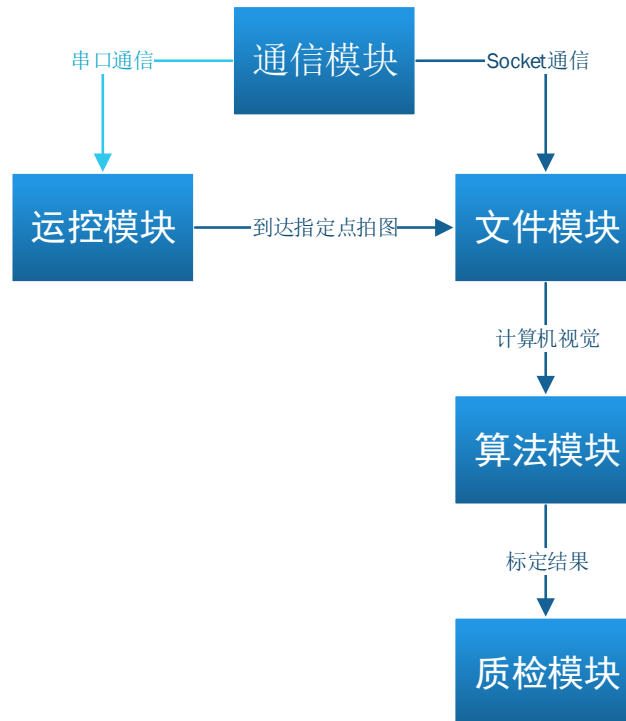 通信模块
串口通信
Socket通信
运控模块
到达指定点拍图
文件模块
计算机视觉
算法模块
标定结果
质检模块